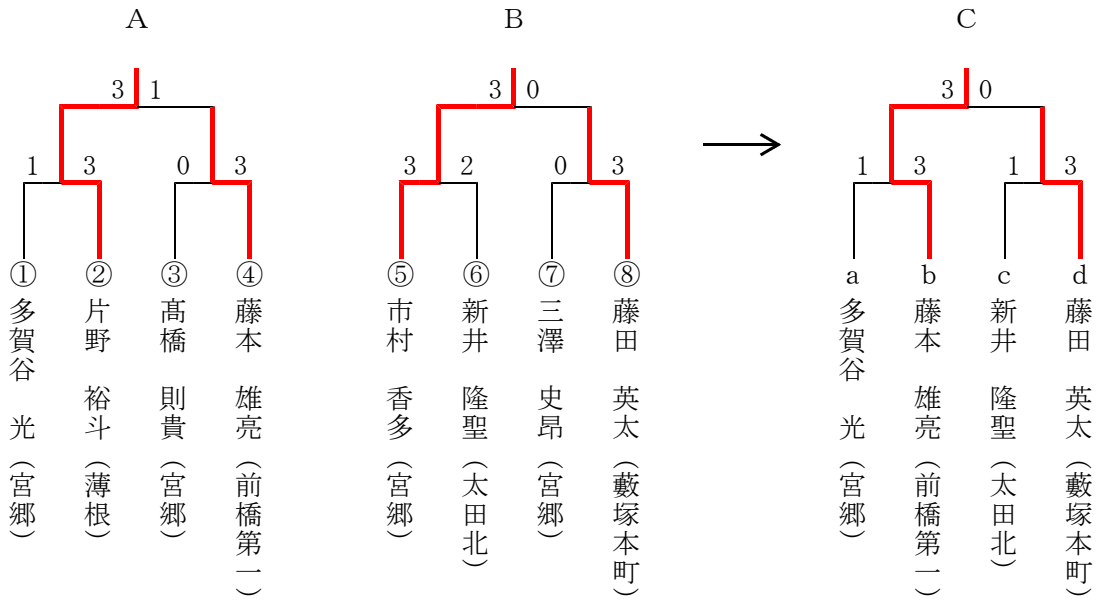 A
3 1
1 3 0 3
① ② ③ ④
多賀谷 光(宮郷)
片野 裕斗(薄根)
髙橋 則貴(宮郷)
藤本 雄亮(前橋第一)
B
3 0
3 2 0 3
⑤ ⑥ ⑦ ⑧
市村 香多(宮郷)
新井 隆聖(太田北)
三澤 史昂(宮郷)
藤田 英太(藪塚本町)
C
3 0
1 3 1 3
a b c d
多賀谷 光(宮郷)
藤本 雄亮(前橋第一)
新井 隆聖(太田北)
藤田 英太(藪塚本町)